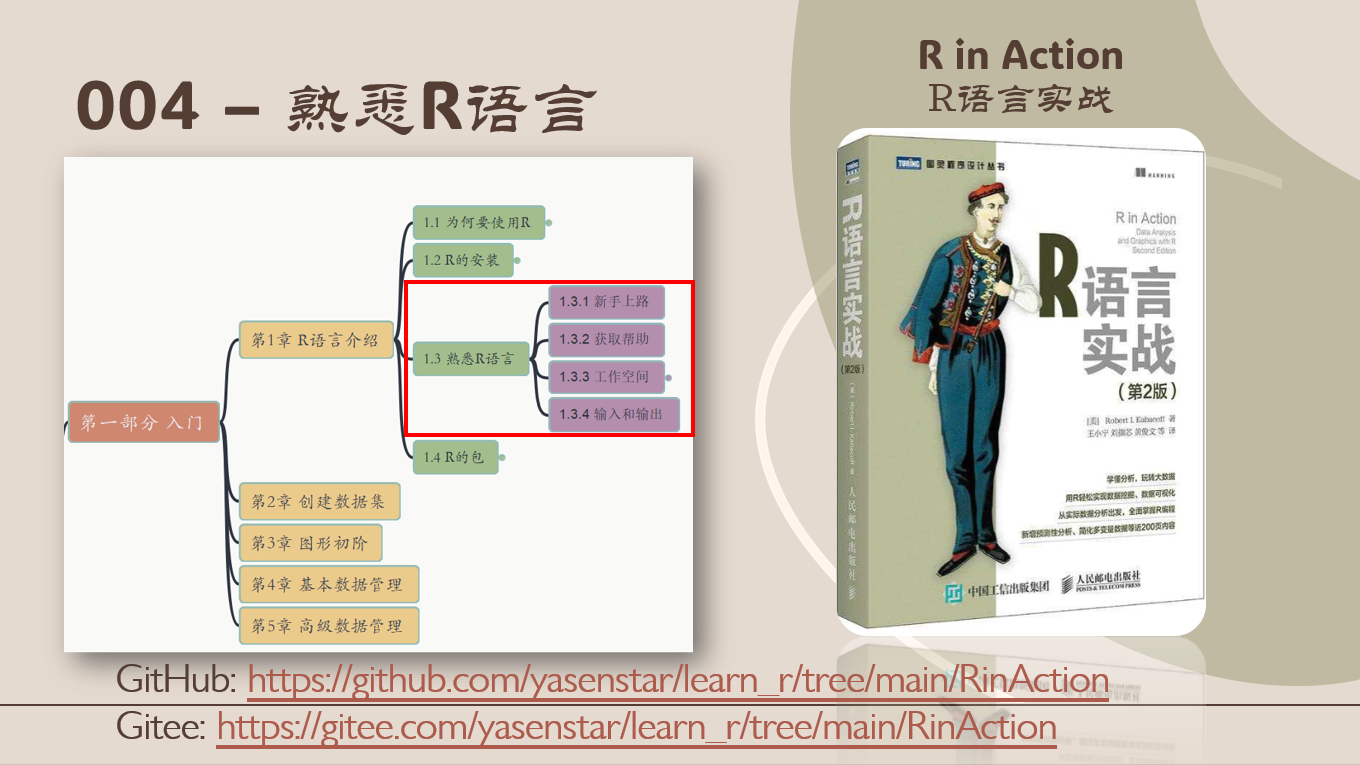 004 – 熟悉R语言
R in Action
R语言实战
1.1 为何要使用R
1.2 R的安装
1.3 熟悉R语言
1.3.1 新手上路
1.3.2 获取帮助
1.3.3 工作空间
1.3.4 输入和输出
1.4 R的包
第一部分 入门
第1章 R语言介绍
第2章 创建数据集
第3章 图形初阶
第4章 基本数据管理
第5章 高级数据管理
TURING 图灵程序设计丛书
MANNING
R in Action
Data Analysis
and Graphics with R
Second Edition
R语言
实战
(第2版)
[美] Robert I. Kabacoff 著
王小宁 刘撷芯 黄俊文 等 译
学懂分析,玩转大数据
用R轻松实现数据挖掘、数据可视化
从实际数据分析出发,全面掌握R编程
新增预测性分析、简化多变量数据等近200页内容
中国工信出版集团
人民邮电出版社
POSTS & TELECOM PRESS
R语言实战
(第2版)
人民邮电出版社
GitHub: https://github.com/yasenstar/learn_r/tree/main/RinAction
Gitee: https://gitee.com/yasenstar/learn_r/tree/main/RinAction